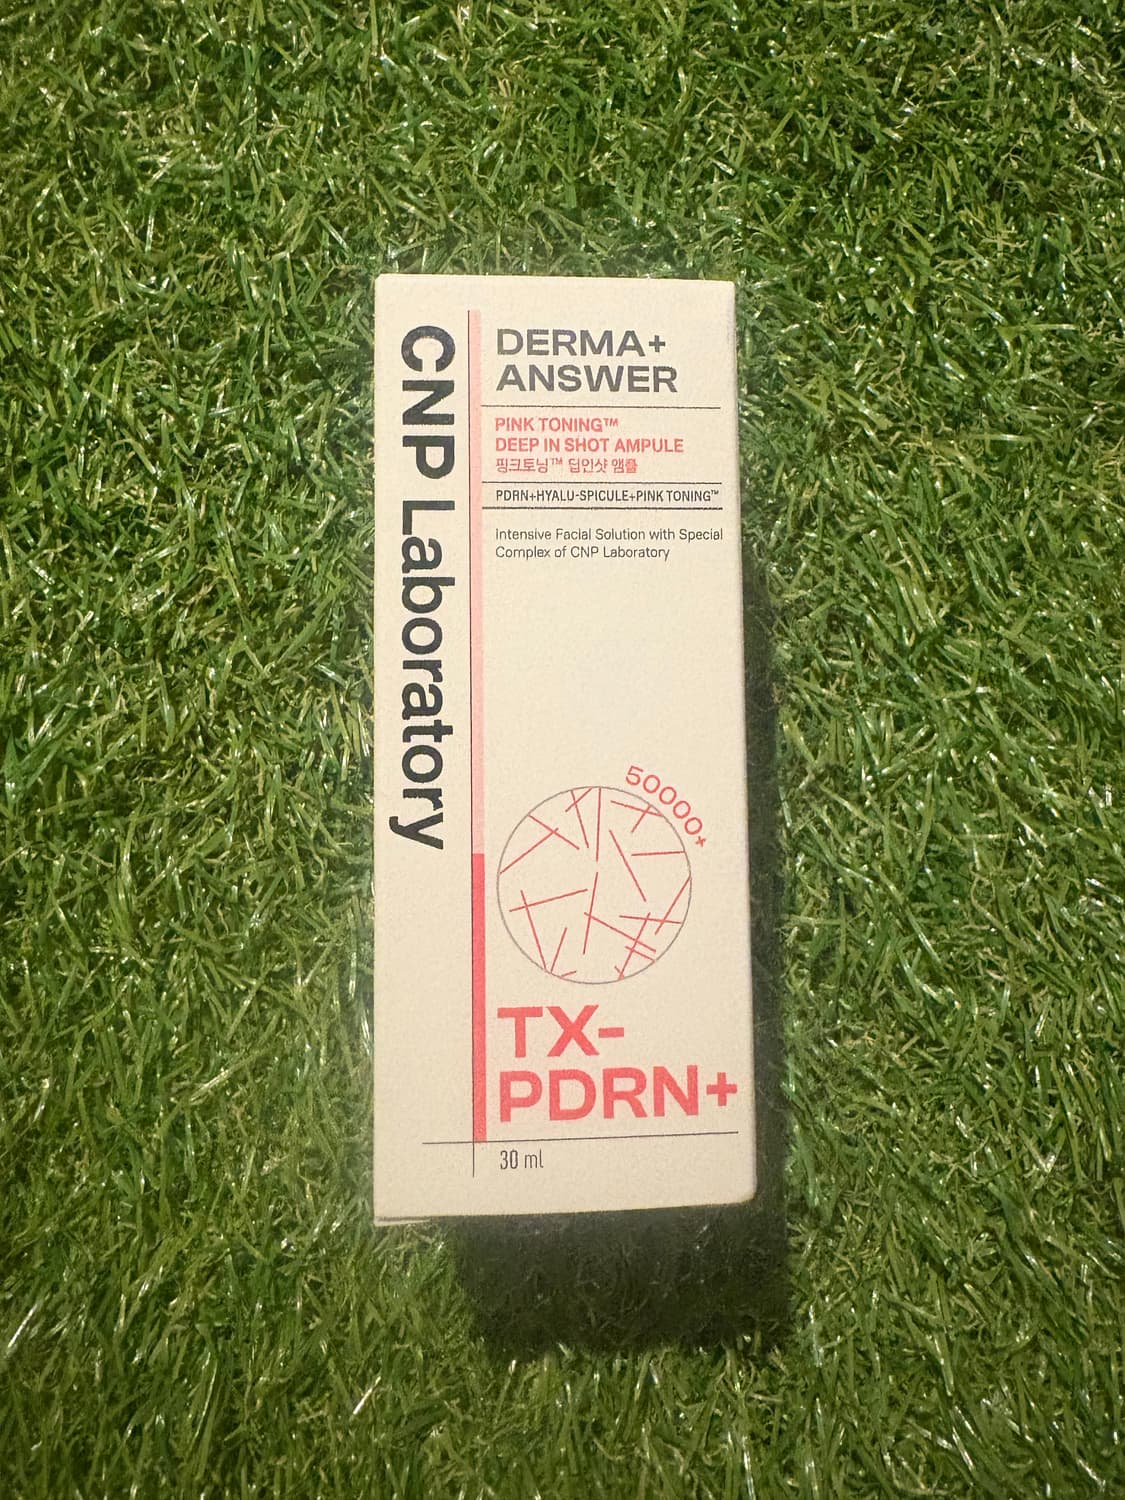 CNP Laboratory
DERMA+
ANSWER
PINK TONING™
DEEP IN SHOT AMPULE
핑크토닝™ 딥인샷 앰플
PDRN+HYALU-SPICULE+PINK TONING™
Intensive Facial Solution with Special
Complex of CNP Laboratory
50000+
TX-
PDRN+
30 ml